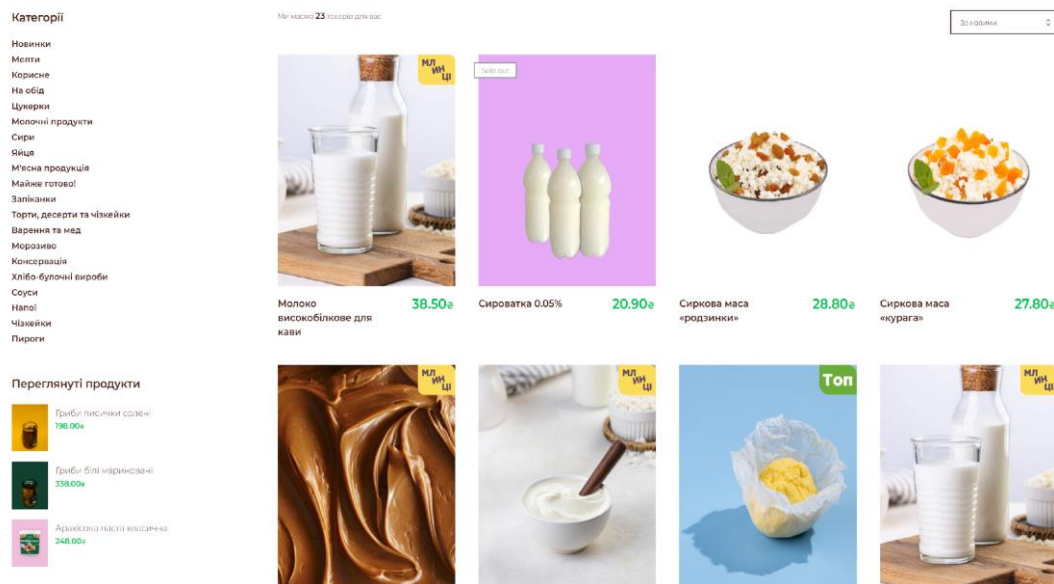 Категорії
Новинки
Мелти
Корисне
На обід
Цукерки
Молочні продукти
Сири
Яйця
М'ясна продукція
Майже готово!
Запіканки
Торти, десерти та чізкейки
Варення та мед
Морозиво
Консервація
Хлібо-булочні вироби
Соуси
Напої
Чізкейки
Пироги
Переглянуті продукти
Гриби лисички солені
198.00₴
Гриби білі мариновані
338.00₴
Арахісова паста класична
248.00₴
Ми маємо 23 товарів для вас
За новими
МЛ
ИН
ЦІ
Sold out
Молоко
високобілкове для
кави
38.50₴
Сироватка 0.05%
20.90₴
Сиркова маса
«родзинки»
28.80₴
Сиркова маса
«курага»
27.80₴
МЛ
ИН
ЦІ
МЛ
ИН
ЦІ
Топ
МЛ
ИН
ЦІ